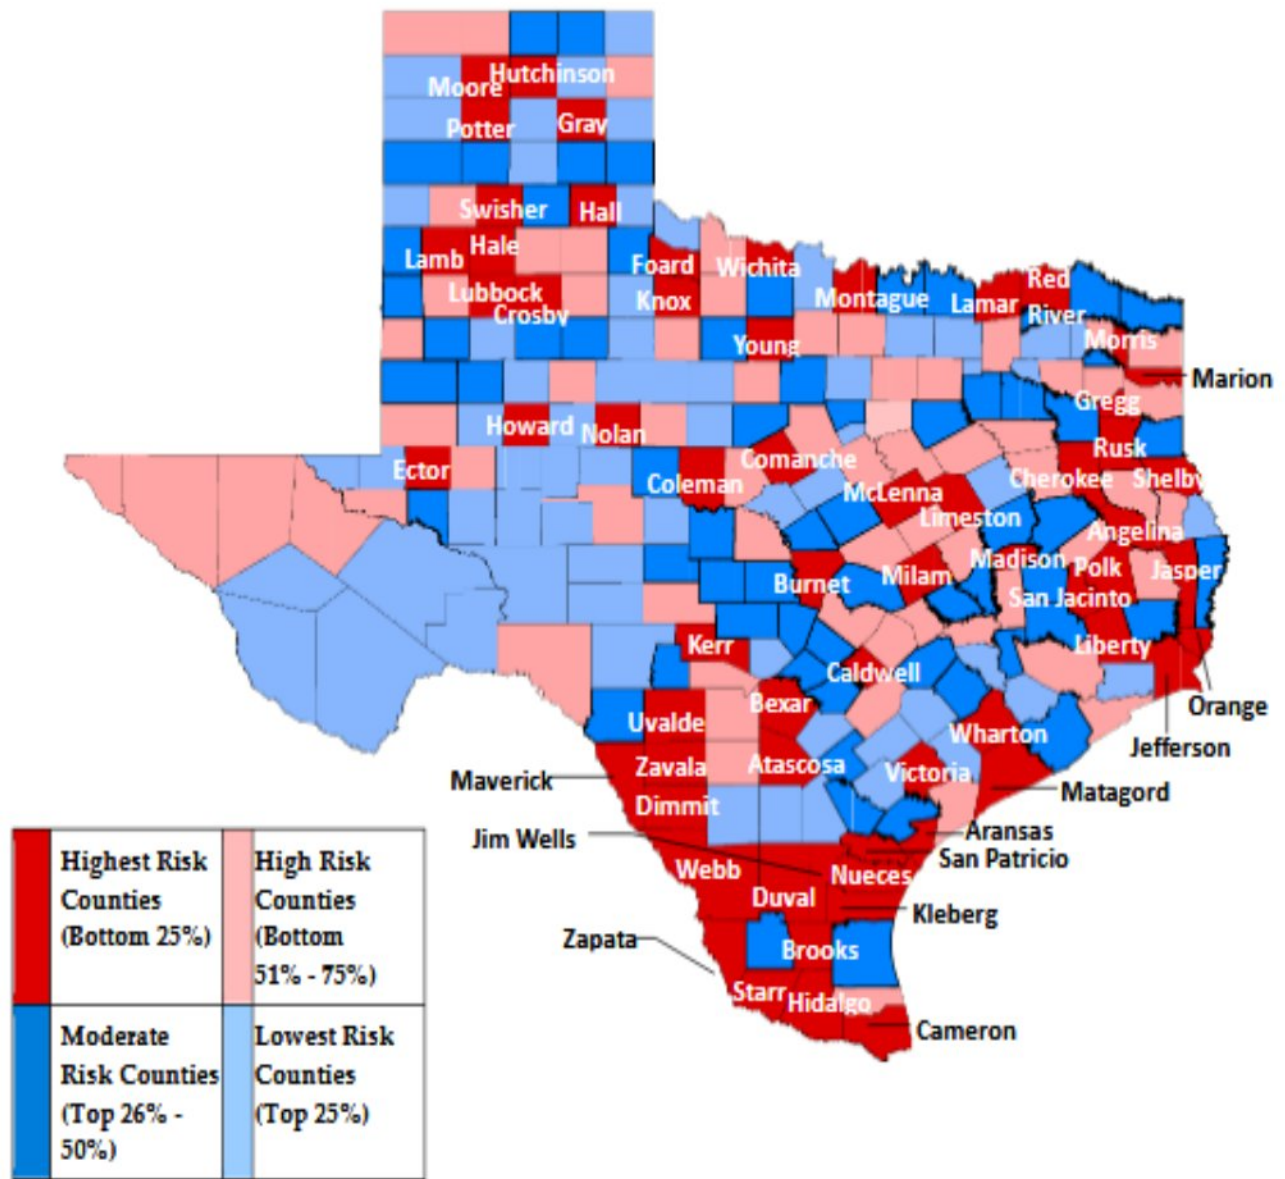 Hutchinson
Moore
Potter
Gray
Swisher
Hall
Lamb
Hale
Foard
Wichita
Lubbock
Knox
Crosby
Montague
Lamar
Red
River
Young
Morris
Marion
Gregg
Howard
Nolan
Rusk
Ector
Coleman
Comanche
Cherokee
Shelby
McLenna
Limeston
Angelina
Burnet
Milam
Madison
Polk
Jasper
San Jacinto
Kerr
Liberty
Caldwell
Bexar
Orange
Uvalde
Wharton
Jefferson
Maverick
Zavala
Atascosa
Victoria
Matagord
Dimmit
Jim Wells
Aransas
San Patricio
Webb
Nueces
Duval
Kleberg
Zapata
Brooks
Starr
Hidalgo
Cameron
Highest Risk
Counties
(Bottom 25%)
High Risk
Counties
(Bottom
51% - 75%)
Moderate
Risk Counties
(Top 26% -
50%)
Lowest Risk
Counties
(Top 25%)